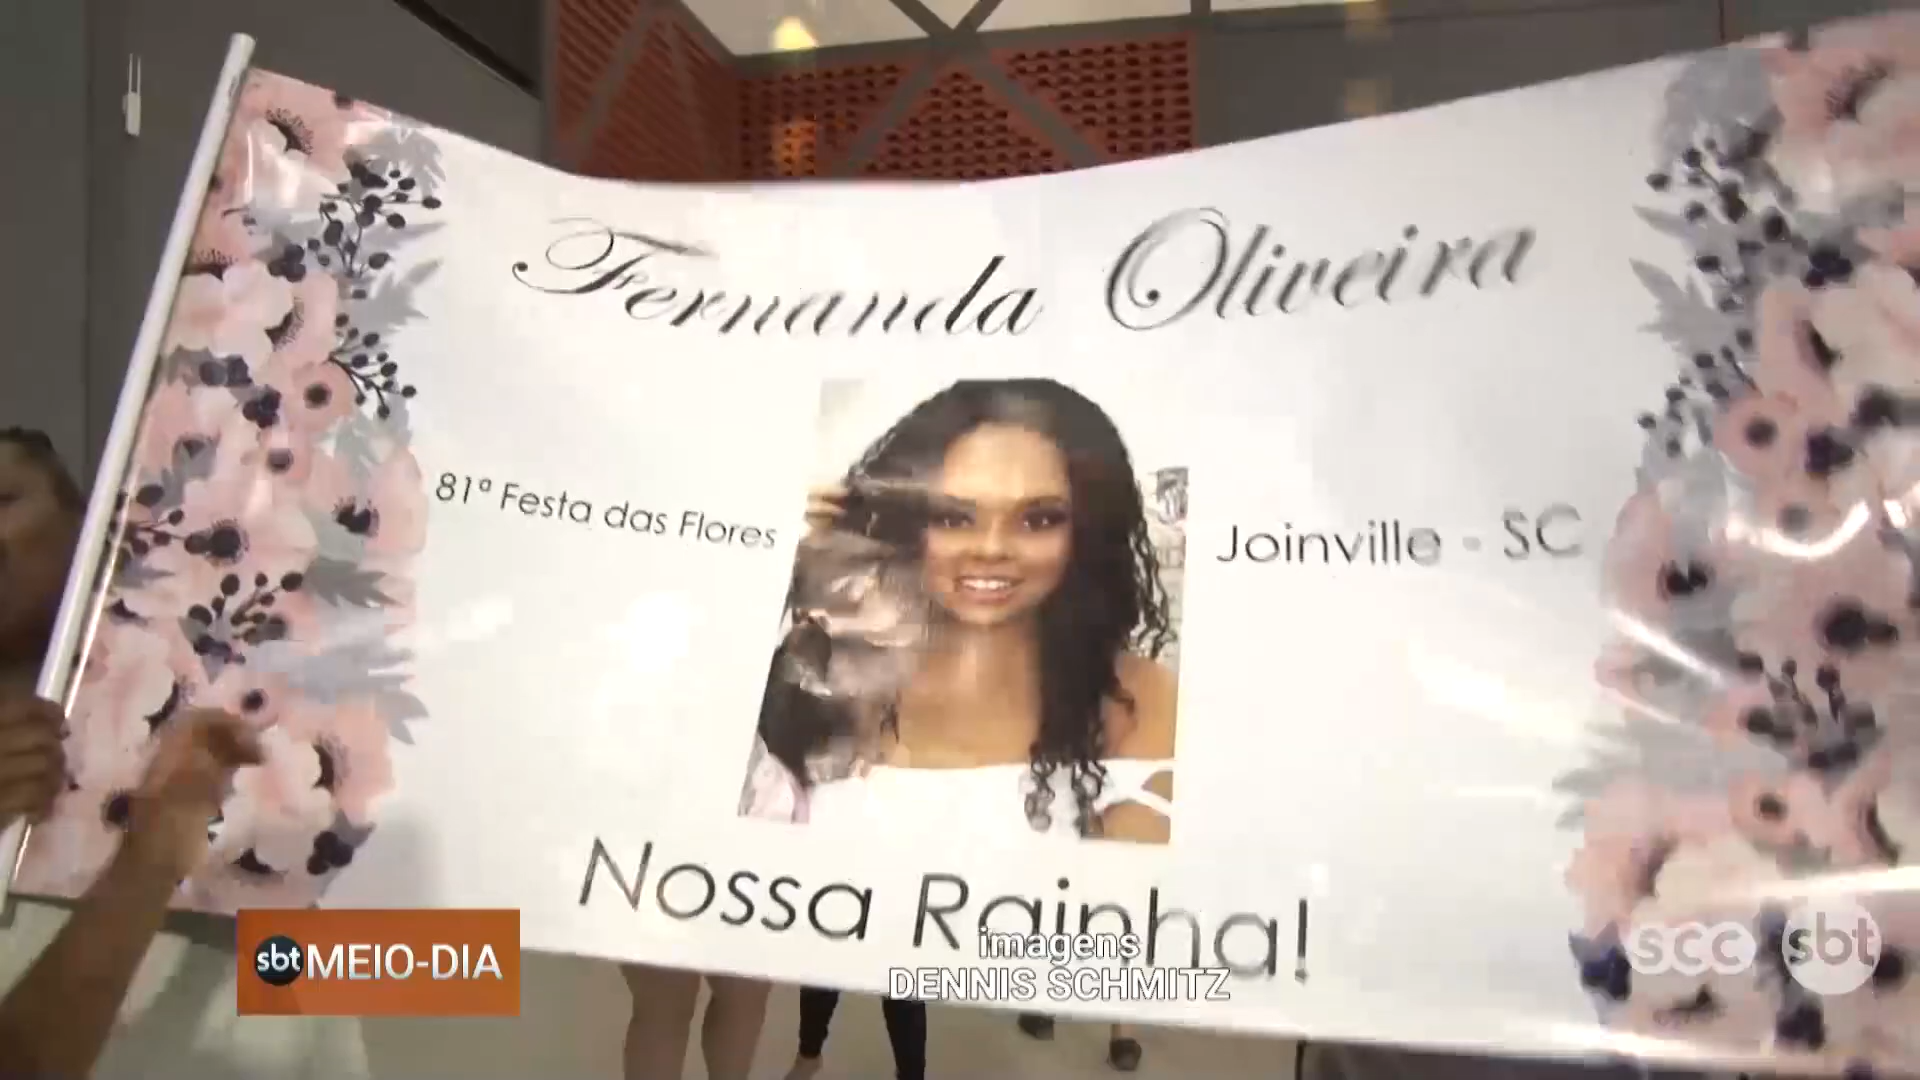 Fernanda Oliveira
81ª Festa das Flores
Joinville - SC
Nossa Rainha!
imagens
DENNIS SCHMITZ
sbt MEIO-DIA
scc sbt